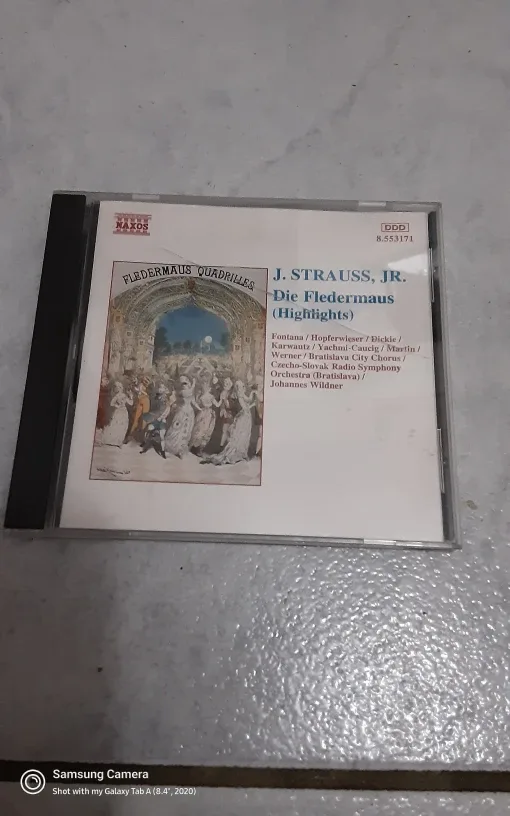 NAXOS
DDD
8.553171
FLEDERMAUS QUADRILLES
J. STRAUSS, JR.
Die Fledermaus
(Highlights)
Fontana / Hopferwieser / Dickie /
Karwautz / Yachmi-Caucig / Martin /
Werner / Bratislava City Chorus /
Czecho-Slovak Radio Symphony
Orchestra (Bratislava) /
Johannes Wildner
Samsung Camera
Shot with my Galaxy Tab A (8.4", 2020)